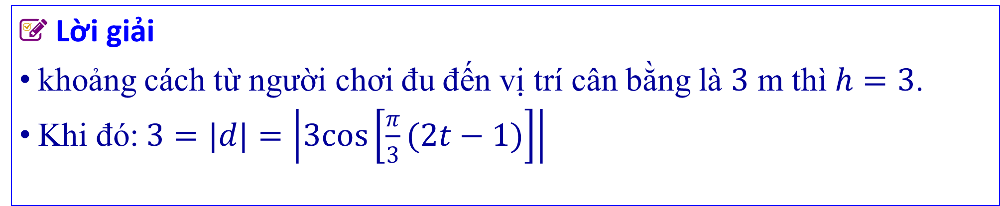 Lời giải
• khoảng cách từ người chơi đu đến vị trí cân bằng là 3 m thì h = 3.
• Khi đó: 3 = |d| = |3cos[π/3 (2t − 1)]|